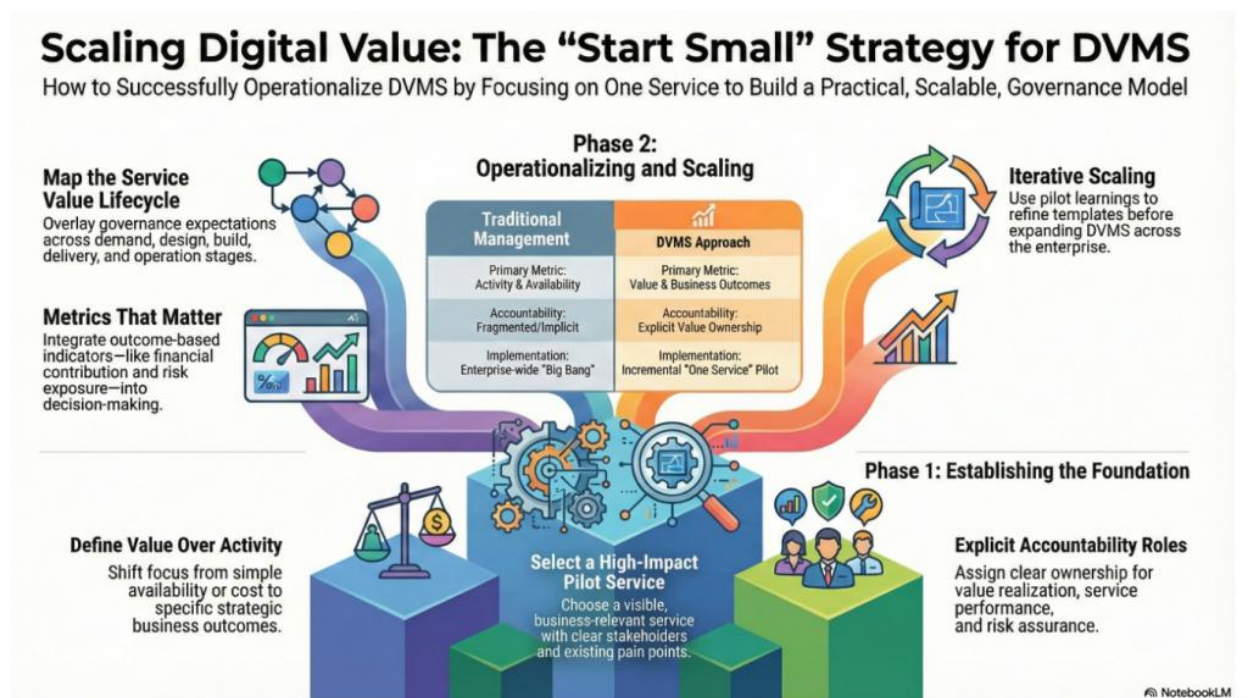 Scaling Digital Value: The “Start Small” Strategy for DVMS
How to Successfully Operationalize DVMS by Focusing on One Service to Build a Practical, Scalable, Governance Model
Phase 2:
Operationalizing and Scaling
Map the Service
Value Lifecycle
Overlay governance expectations
across demand, design, build,
delivery, and operation stages.
Metrics That Matter
Integrate outcome-based
indicators—like financial
contribution and risk
exposure—into
decision-making.
%
Traditional
Management
Primary Metric:
Activity & Availability
Accountability:
Fragmented/Implicit
Implementation:
Enterprise-wide "Big Bang"
DVMS Approach
Primary Metric:
Value & Business Outcomes
Accountability:
Explicit Value Ownership
Implementation:
Incremental "One Service" Pilot
Iterative Scaling
Use pilot learnings to
refine templates before
expanding DVMS across
the enterprise.
Phase 1: Establishing the Foundation
Define Value Over Activity
Shift focus from simple
availability or cost to
specific strategic
business outcomes.
$
Select a High-Impact
Pilot Service
Choose a visible,
business-relevant service
with clear stakeholders
and existing pain points.
Explicit Accountability Roles
Assign clear ownership for
value realization, service
performance,
and risk assurance.
NotebookLM